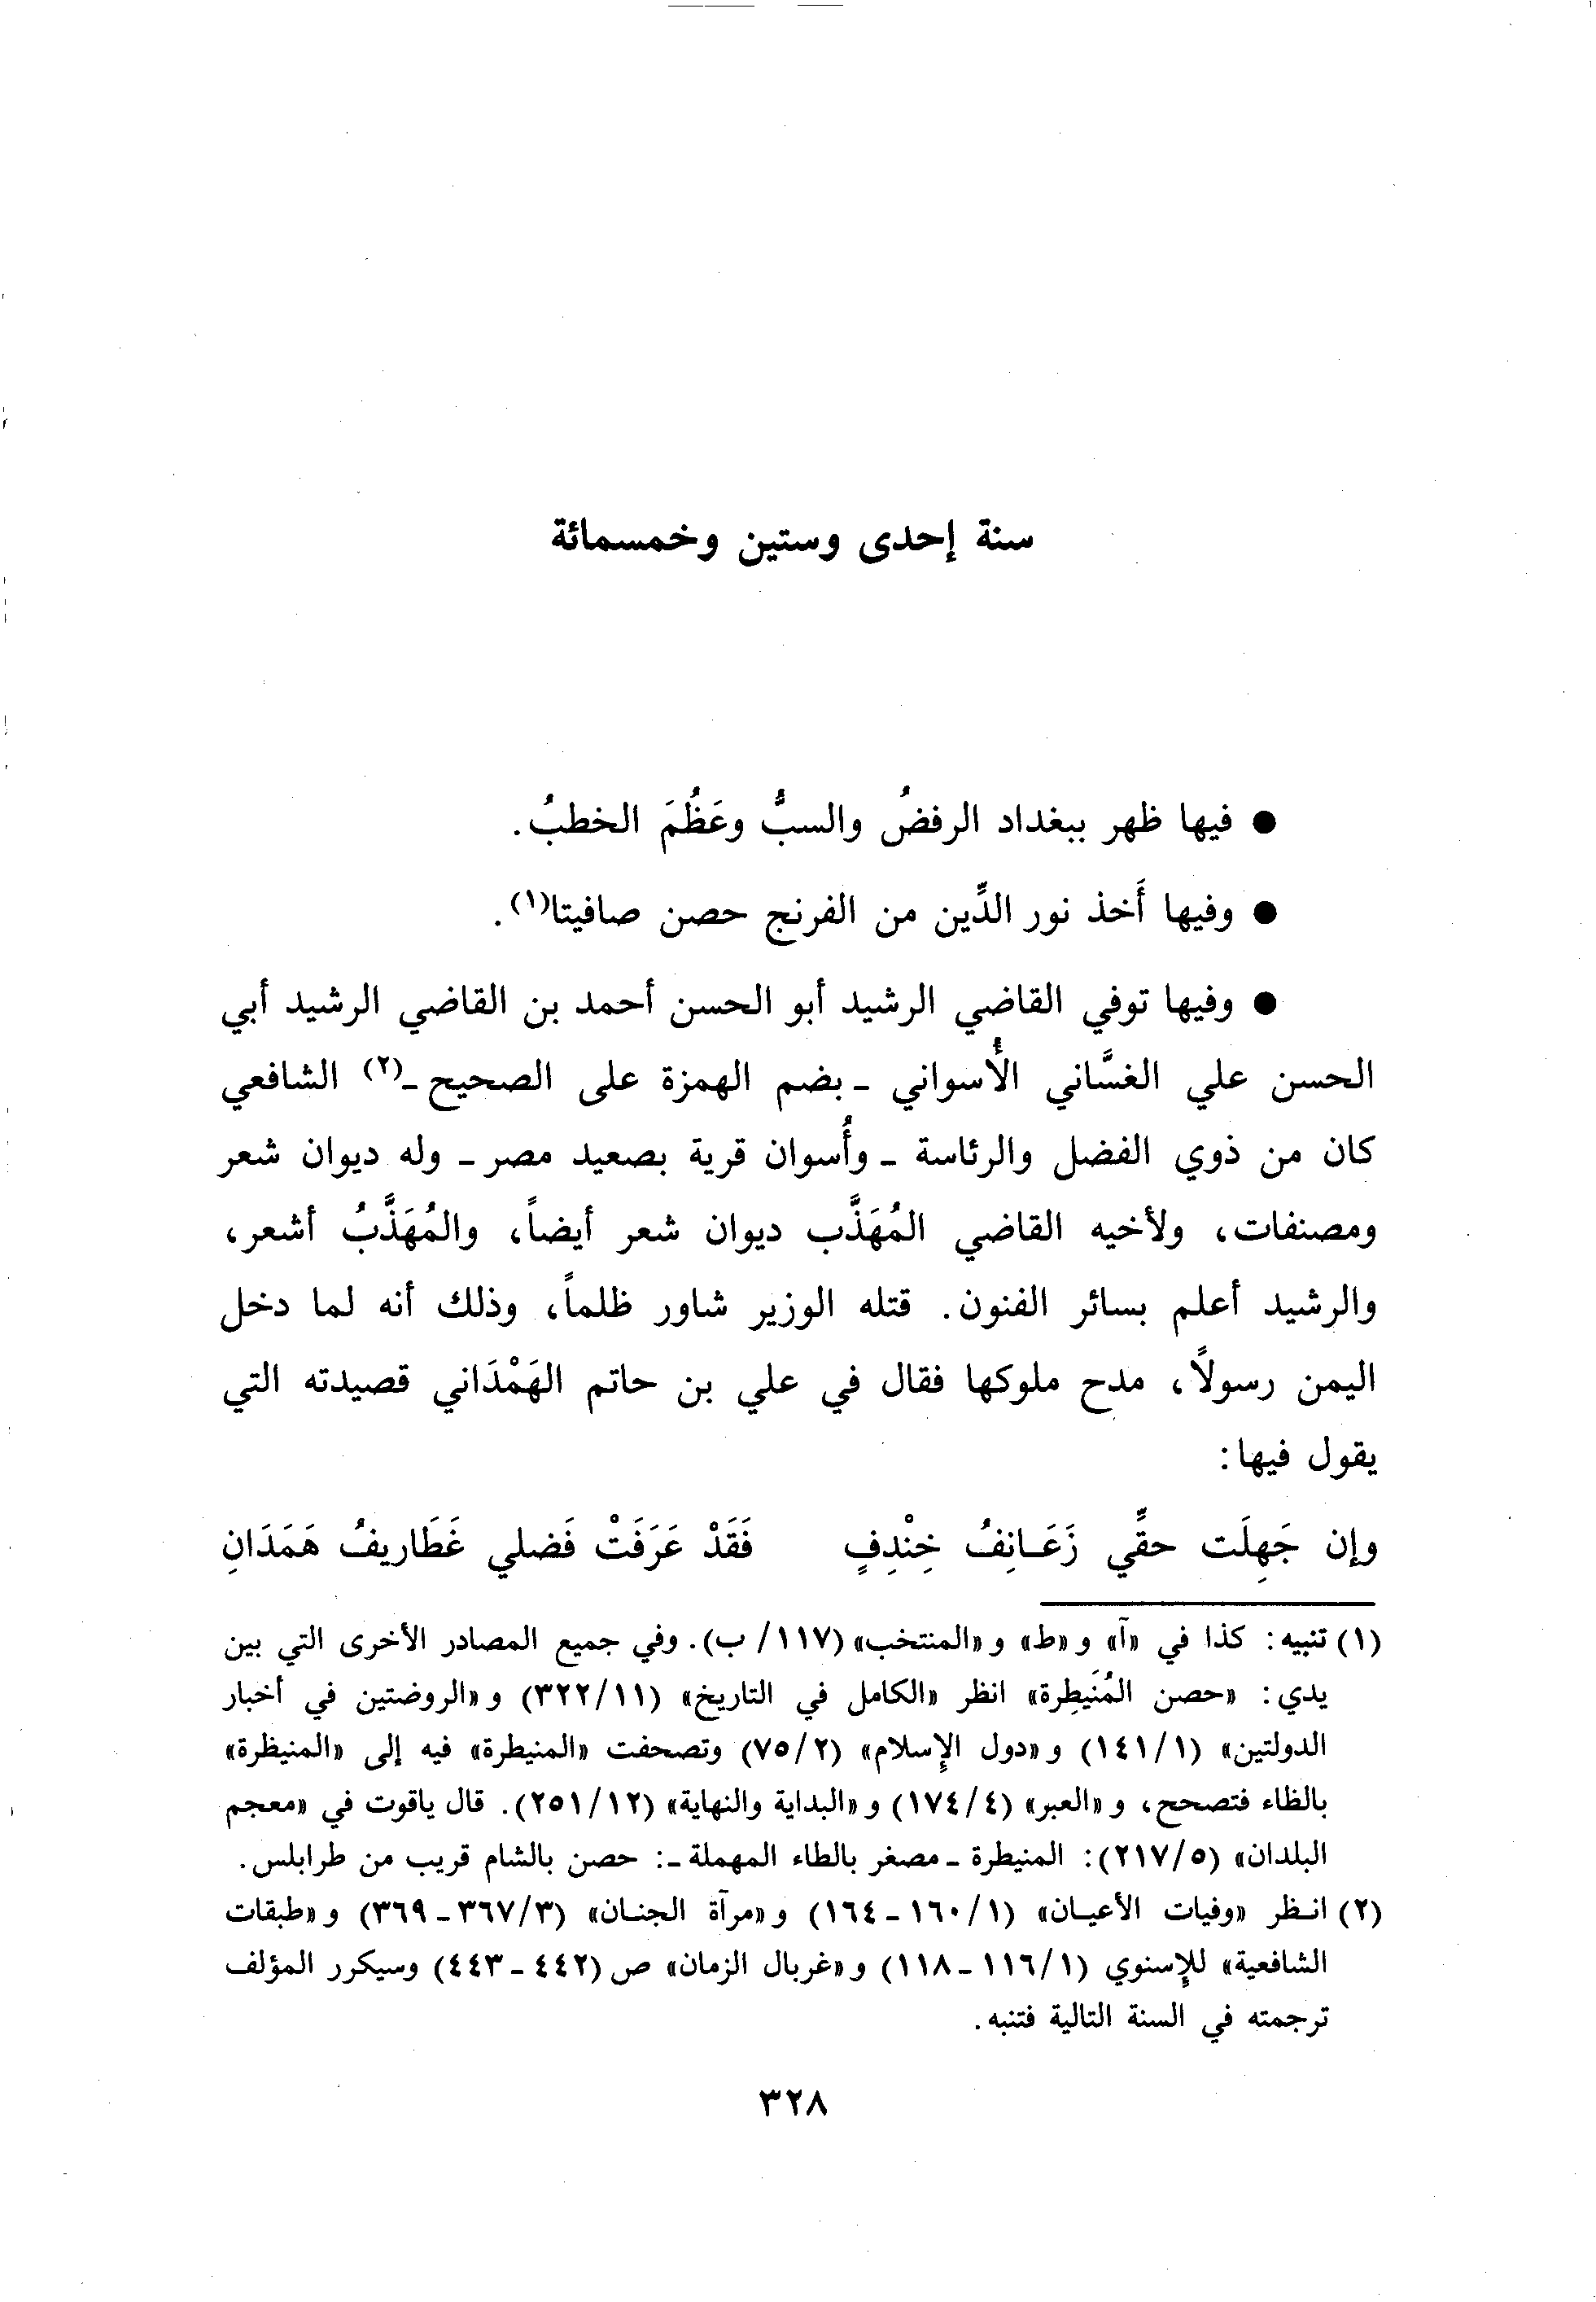 سنة إحدى وستين وخمسمائة
● فيها ظهر ببغداد الرفضُ والسبُّ وعَظُمَ الخطبُ.
● وفيها أَخذ نور الدِّين من الفرنج حصن صافيتا(١).
● وفيها توفي القاضي الرشيد أبو الحسن أحمد بن القاضي الرشيد أبي
الحسن علي الغسَّاني الأُسواني ـ بضم الهمزة على الصحيح ـ(٢) الشافعي
كان من ذوي الفضل والرئاسة ـ وأُسوان قرية بصعيد مصر ـ وله ديوان شعر
ومصنفات، ولأخيه القاضي المُهَذَّب ديوان شعر أيضاً، والمُهَذَّبُ أشعر،
والرشيد أعلم بسائر الفنون. قتله الوزير شاور ظلماً، وذلك أنه لما دخل
اليمن رسولاً، مدح ملوكها فقال في علي بن حاتم الهَمْدَاني قصيدته التي
يقول فيها:
وإن جَهِلَت حقِّي زَعَـانِفُ خِنْدِفٍ فَقَدْ عَرَفَتْ فَضلي غَطَاريفُ هَمَدَانِ
(١) تنبيه: كذا في «آ» و «ط» و «المنتخب» (١١٧/ ب). وفي جميع المصادر الأخرى التي بين
يدي: «حصن المُنَيطِرة» انظر «الكامل في التاريخ» (٣٢٢/١١) و «الروضتين في أخبار
الدولتين» (١٤١/١) و «دول الإسلام» (٧٥/٢) وتصحفت «المنيطرة» فيه إلى «المنيظرة»
بالظاء فتصحح، و «العبر» (١٧٤/٤) و «البداية والنهاية» (٢٥١/١٢). قال ياقوت في «معجم
البلدان» (٢١٧/٥): المنيطرة ـ مصغر بالطاء المهملة ـ: حصن بالشام قريب من طرابلس.
(٢) انـظر «وفيات الأعيـان» (١٦٠/١ ـ ١٦٤) و «مرآة الجنـان» (٣٦٧/٣ ـ ٣٦٩) و «طبقات
الشافعية» للإسنوي (١١٦/١ ـ ١١٨) و «غربال الزمان» ص (٤٤٢ ـ ٤٤٣) وسيكرر المؤلف
ترجمته في السنة التالية فتنبه.
٣٢٨